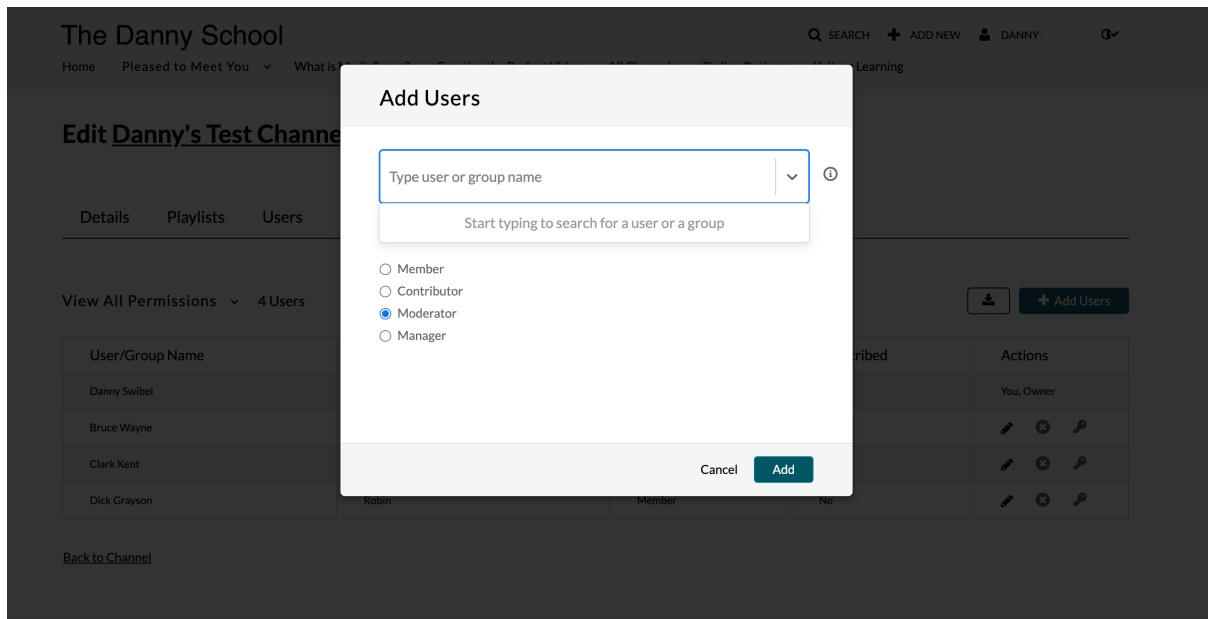 The Danny School
SEARCH ADD NEW DANNY
Home Pleased to Meet You What is Learning
Add Users
Edit Danny's Test Channe
Type user or group name
Start typing to search for a user or a group
Details Playlists Users
Member
Contributor
Moderator
Manager
View All Permissions 4 Users
Add Users
User/Group Name Actions
Danny Swibel You, Owner
Bruce Wayne
Clark Kent
Cancel Add
Dick Grayson Robin Member No
Back to Channel